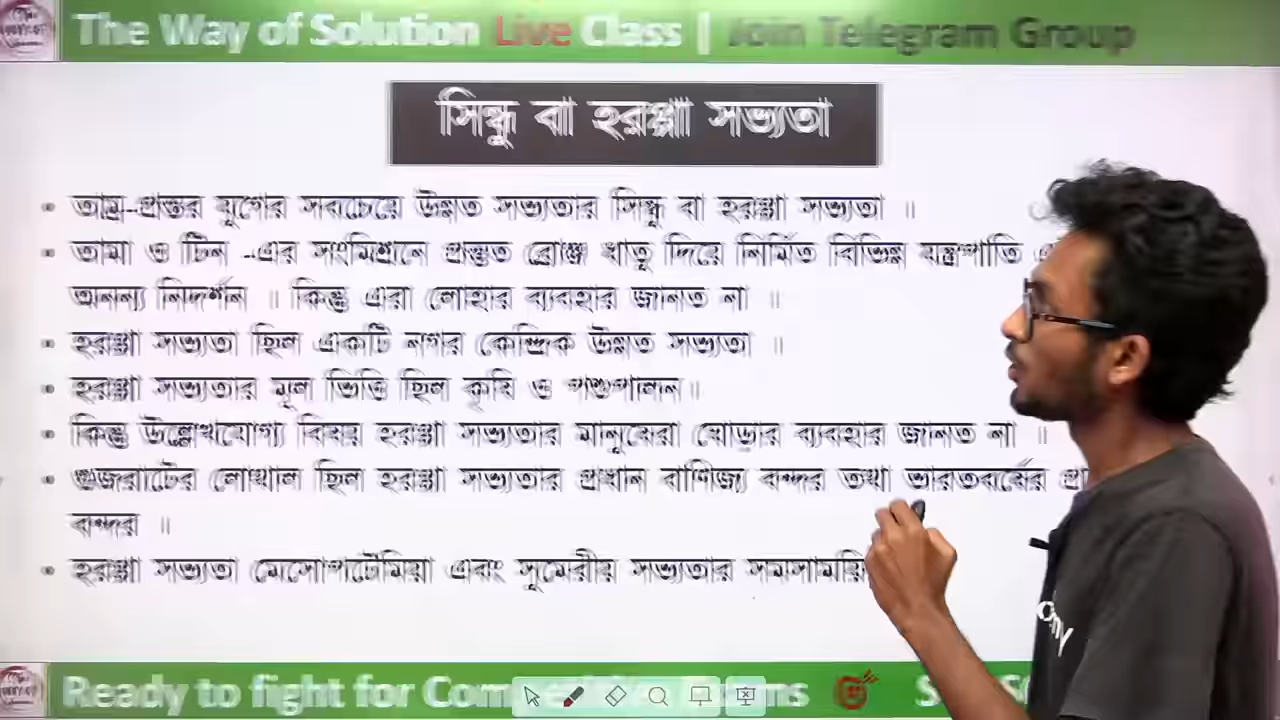 The Way of Solution Live Class | Join Telegram Group
সিন্ধু বা হরপ্পা সভ্যতা
• তাম্র-প্রস্তর যুগের সবচেয়ে উন্নত সভ্যতার সিন্ধু বা হরপ্পা সভ্যতা ॥
• তামা ও টিন -এর সংমিশ্রনে প্রস্তুত ব্রোঞ্জ ধাতু দিয়ে নির্মিত বিভিন্ন যন্ত্রপাতি
অনন্য নিদর্শন ॥ কিন্তু এরা লোহার ব্যবহার জানত না ॥
• হরপ্পা সভ্যতা ছিল একটি নগর কেন্দ্রিক উন্নত সভ্যতা ॥
• হরপ্পা সভ্যতার মূল ভিত্তি ছিল কৃষি ও পশুপালন॥
• কিন্তু উল্লেখযোগ্য বিষয় হরপ্পা সভ্যতার মানুষেরা ঘোড়ার ব্যবহার জানত না ॥
• গুজরাটের লোথাল ছিল হরপ্পা সভ্যতার প্রধান বাণিজ্য বন্দর তথা ভারতবর্ষের
বন্দর ॥
• হরপ্পা সভ্যতা মেসোপটেমিয়া এবং সুমেরীয় সভ্যতার
Ready to fight for